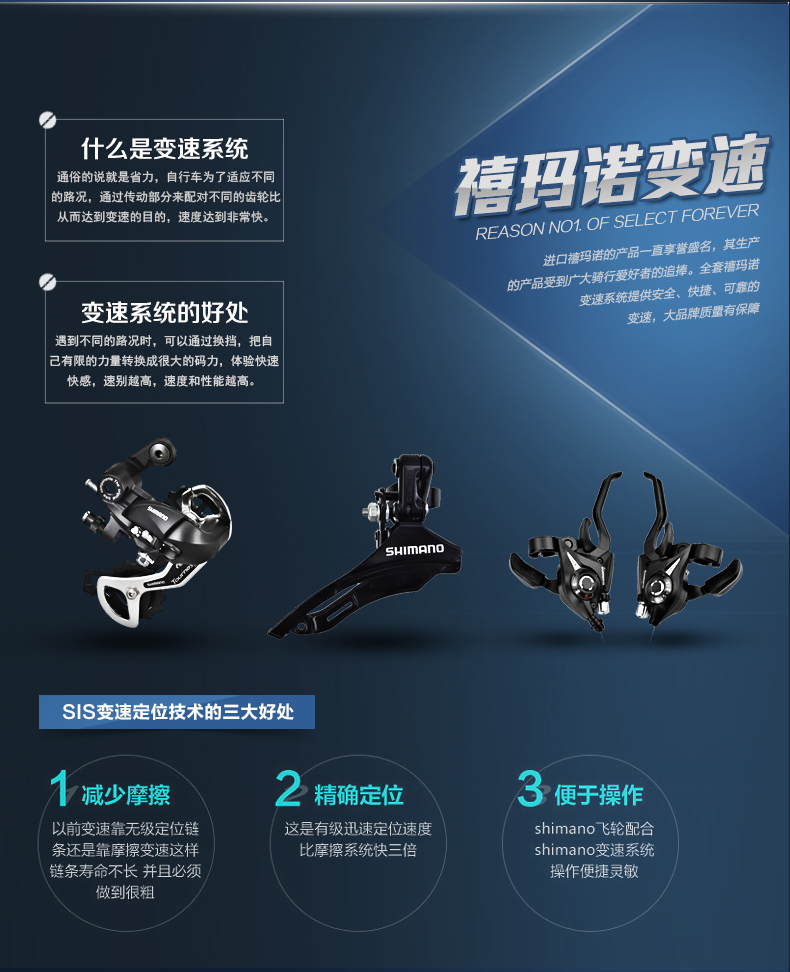 什么是变速系统
通俗的说就是省力，自行车为了适应不同
的路况，通过传动部分来配对不同的齿轮比
从而达到变速的目的，速度达到非常快。
变速系统的好处
遇到不同的路况时，可以通过换挡，把自
己有限的力量转换成很大的码力，体验快速
快感，速别越高，速度和性能越高。
禧玛诺变速
REASON NO1. OF SELECT FOREVER
进口禧玛诺的产品一直享誉盛名，其生产
的产品受到广大骑行爱好者的追捧。全套禧玛诺
变速系统提供安全、快捷、可靠的
变速，大品牌质量有保障
SHIMANO
Tourney
SHIMANO
SHIMANO
SIS变速定位技术的三大好处
1 减少摩擦
以前变速靠无级定位链
条还是靠摩擦变速这样
链条寿命不长 并且必须
做到很粗
2 精确定位
这是有级迅速定位速度
比摩擦系统快三倍
3 便于操作
shimano飞轮配合
shimano变速系统
操作便捷灵敏